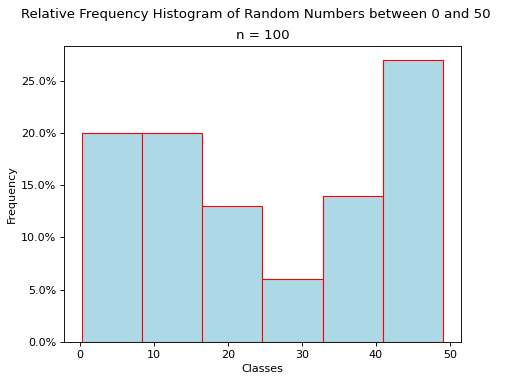 Relative Frequency Histogram of Random Numbers between 0 and 50
n = 100
25.0%
20.0%
15.0%
10.0%
5.0%
0.0%
Frequency
0 10 20 30 40 50
Classes